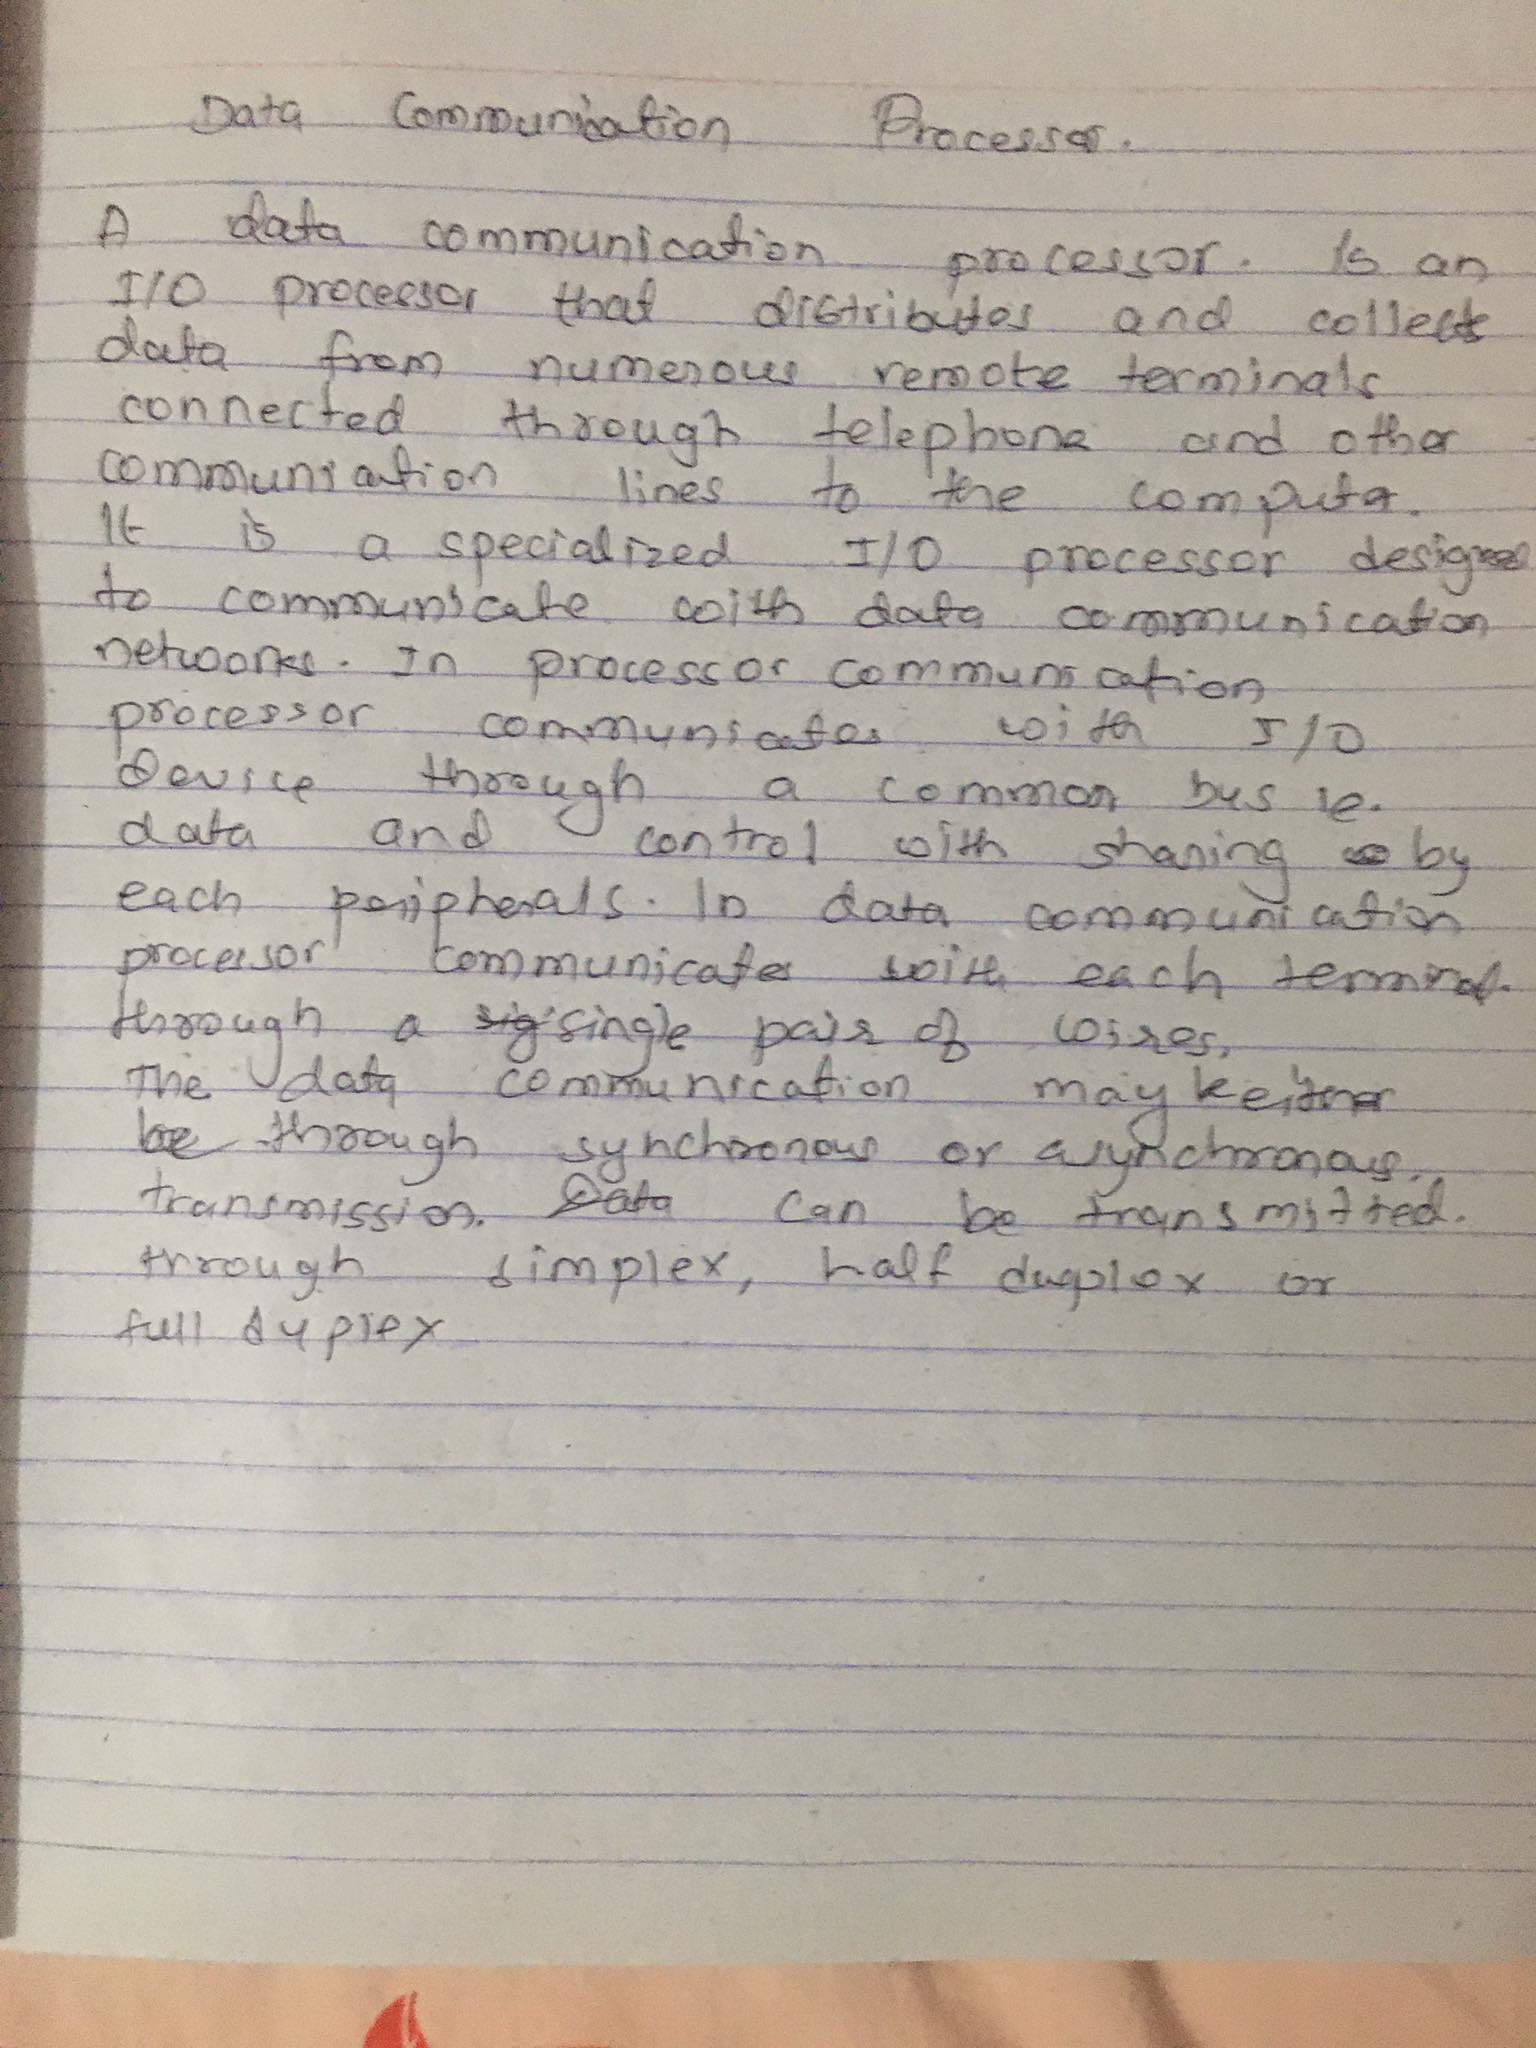 Data Communication Processor.
A data communication processor. is an
I/O processor that distributes and collects
data from numerous remote terminals
connected through telephone and other
communication lines to the computer.
It is a specialized I/O processor designed
to communicate with data communication
networks. In processor communication
processor communicates with I/O
device through a common bus ie.
data and control with sharing by
each peripherals. In data communication
processor communicates with each terminal.
through a single pair of wires.
The data communication may either
be through synchronous or asynchronous.
transmission. Data can be transmitted.
through simplex, half duplex or
full duplex